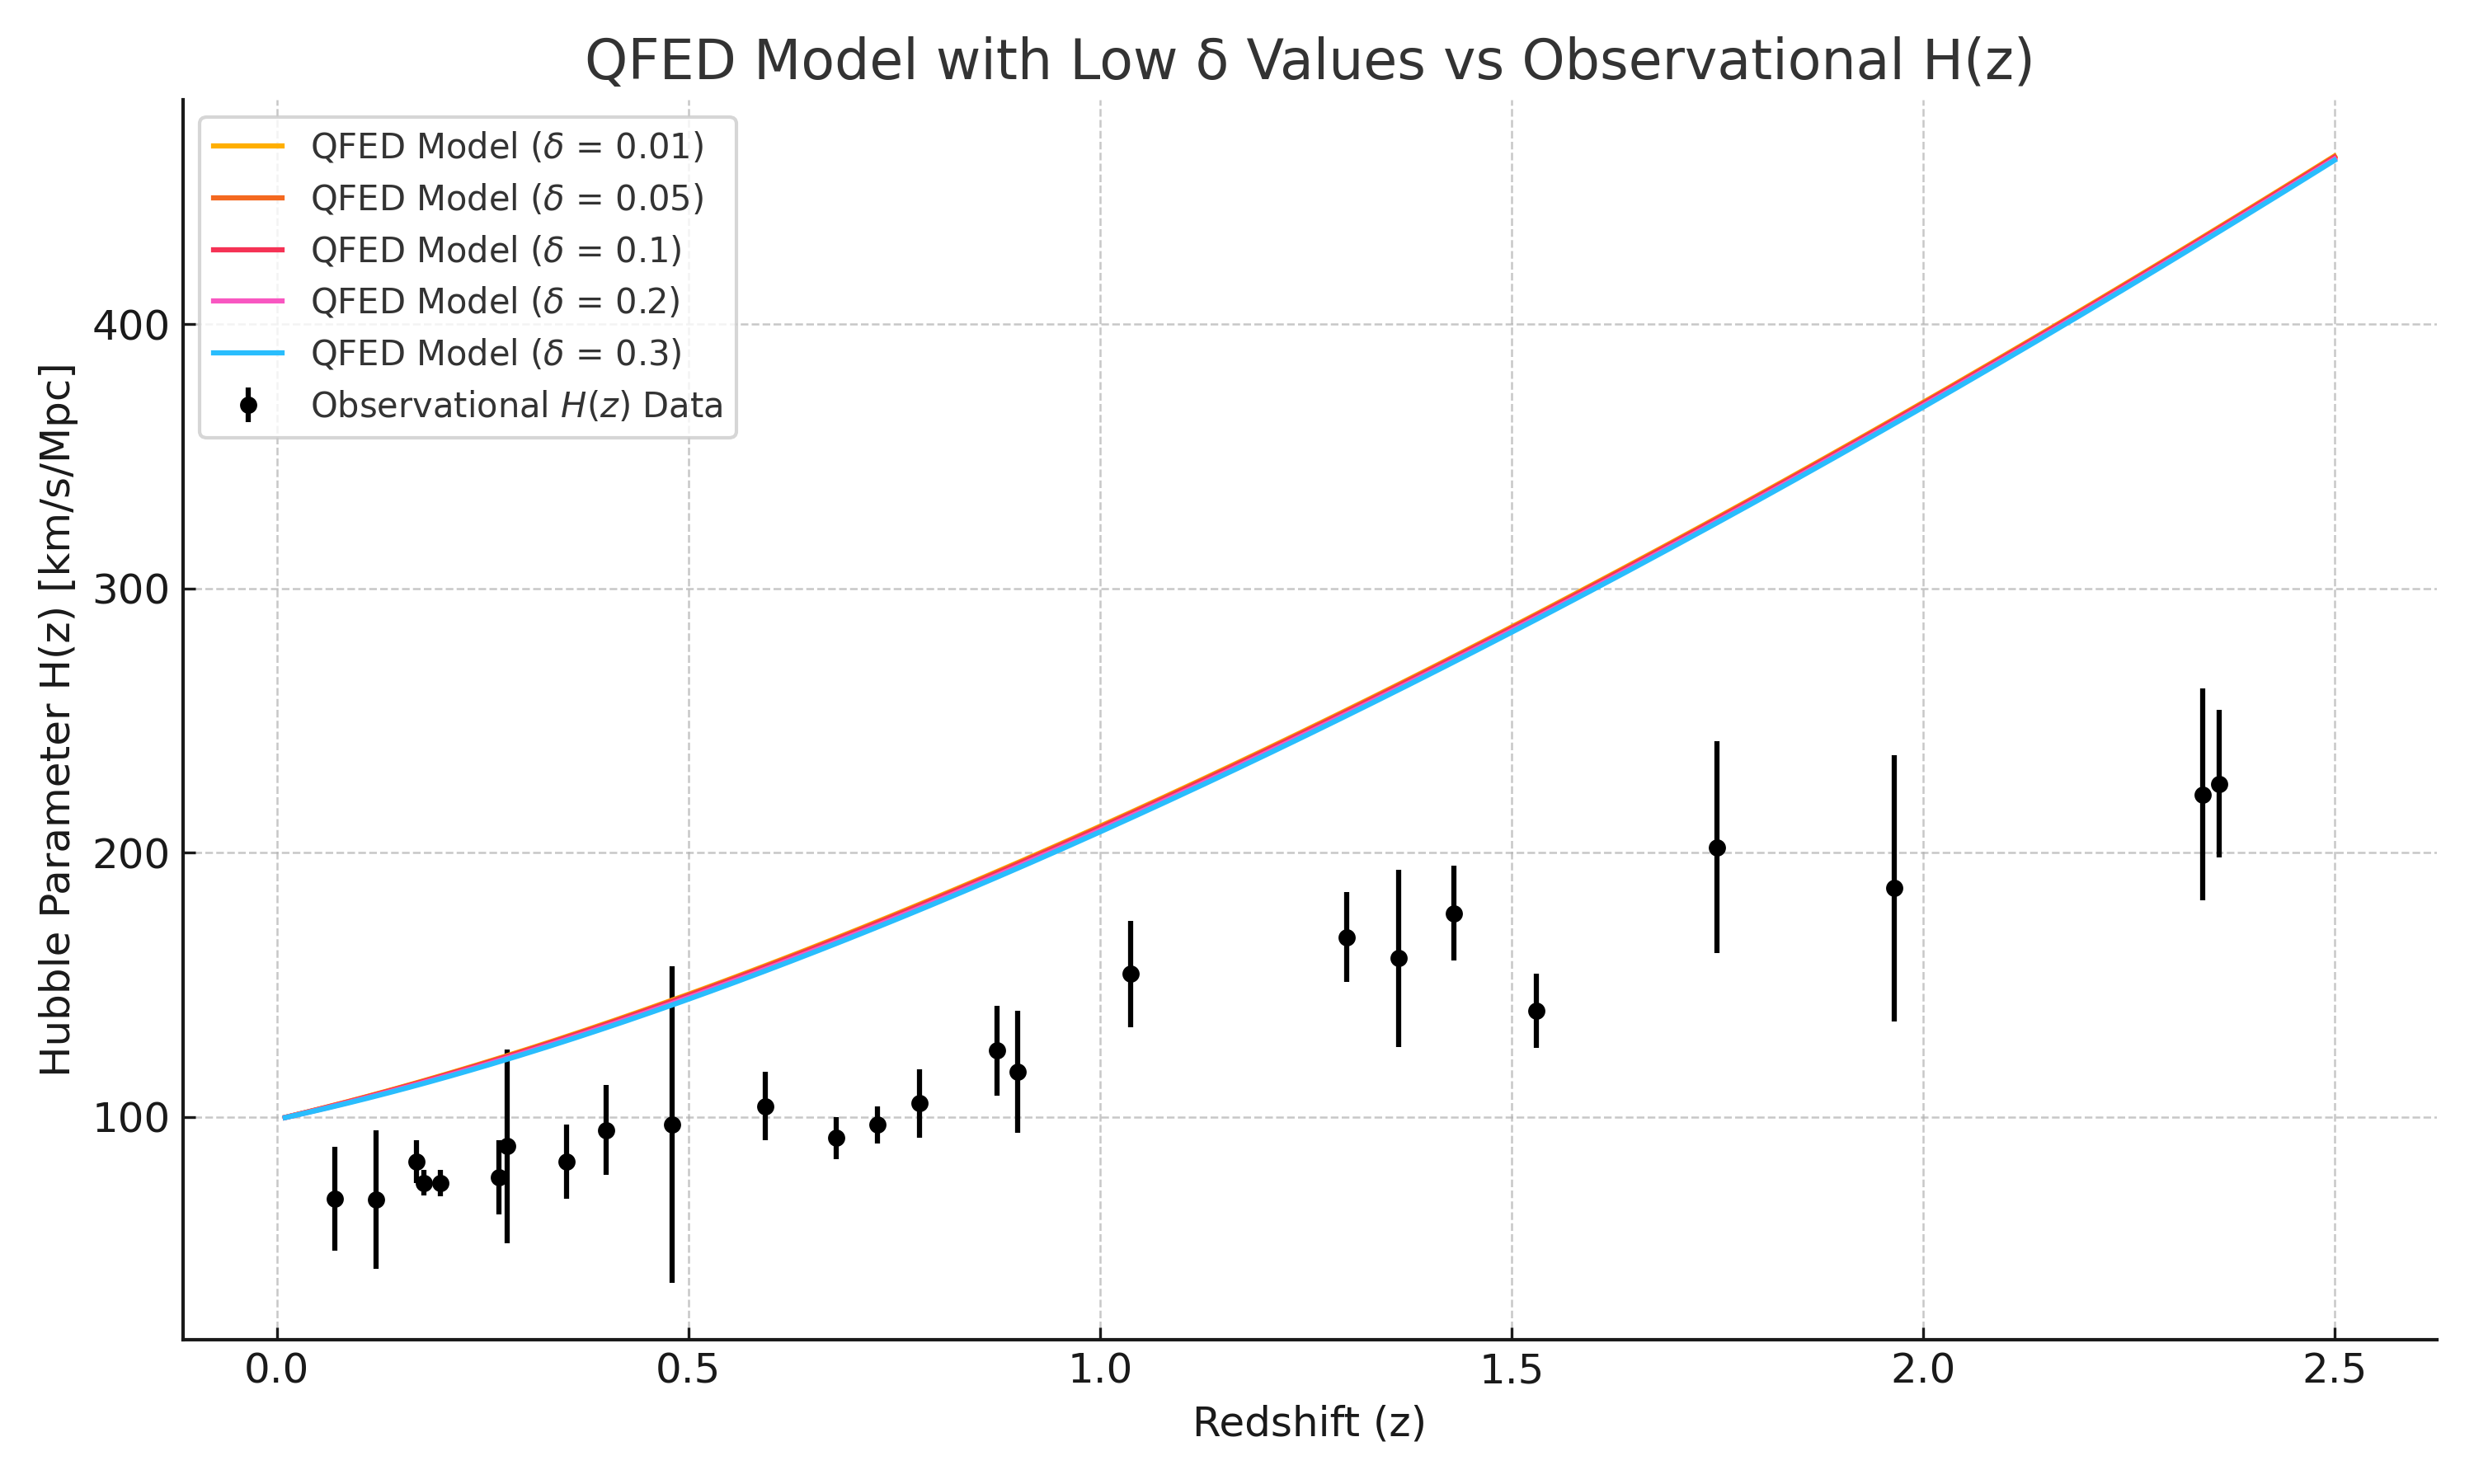 QFED Model with Low δ Values vs Observational H(z)
QFED Model (δ = 0.01)
QFED Model (δ = 0.05)
QFED Model (δ = 0.1)
QFED Model (δ = 0.2)
QFED Model (δ = 0.3)
Observational H(z) Data
Hubble Parameter H(z) [km/s/Mpc]
400
300
200
100
0.0 0.5 1.0 1.5 2.0 2.5
Redshift (z)